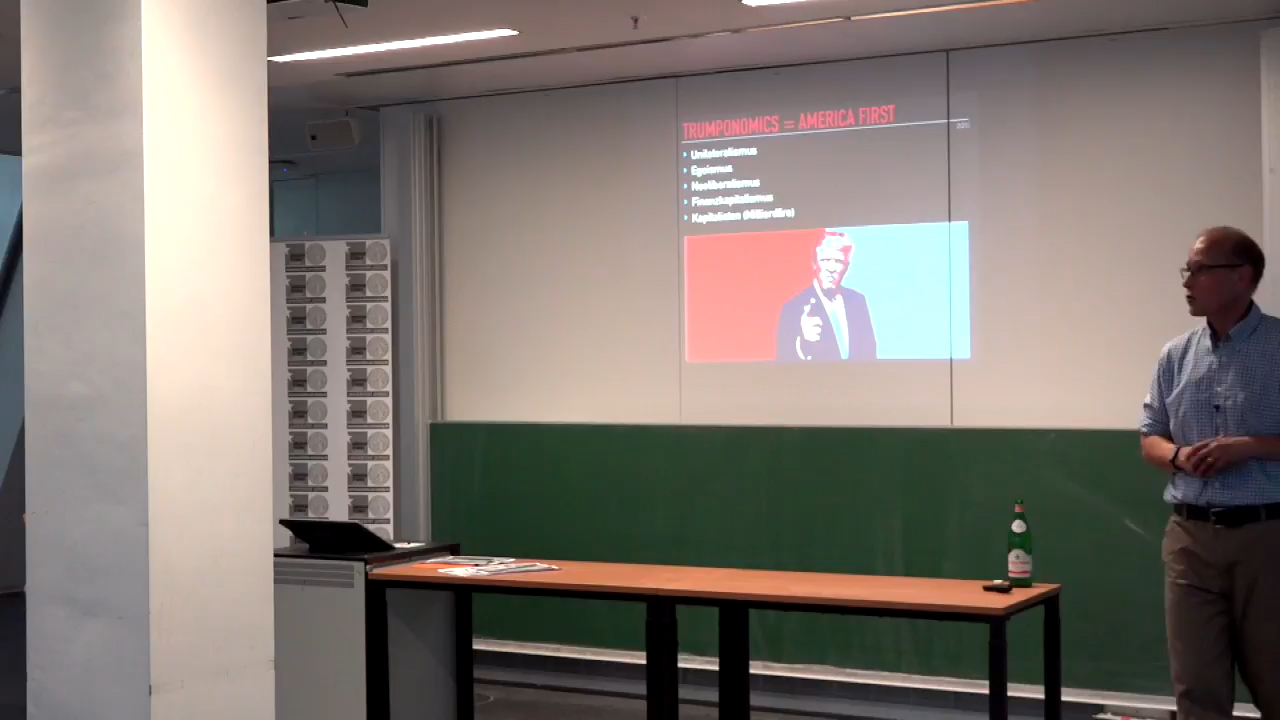 TRUMPONOMICS = AMERICA FIRST
Unilateralismus
Egoismus
Neoliberalismus
Finanzkapitalismus
Kapitalisten (Milliardäre)